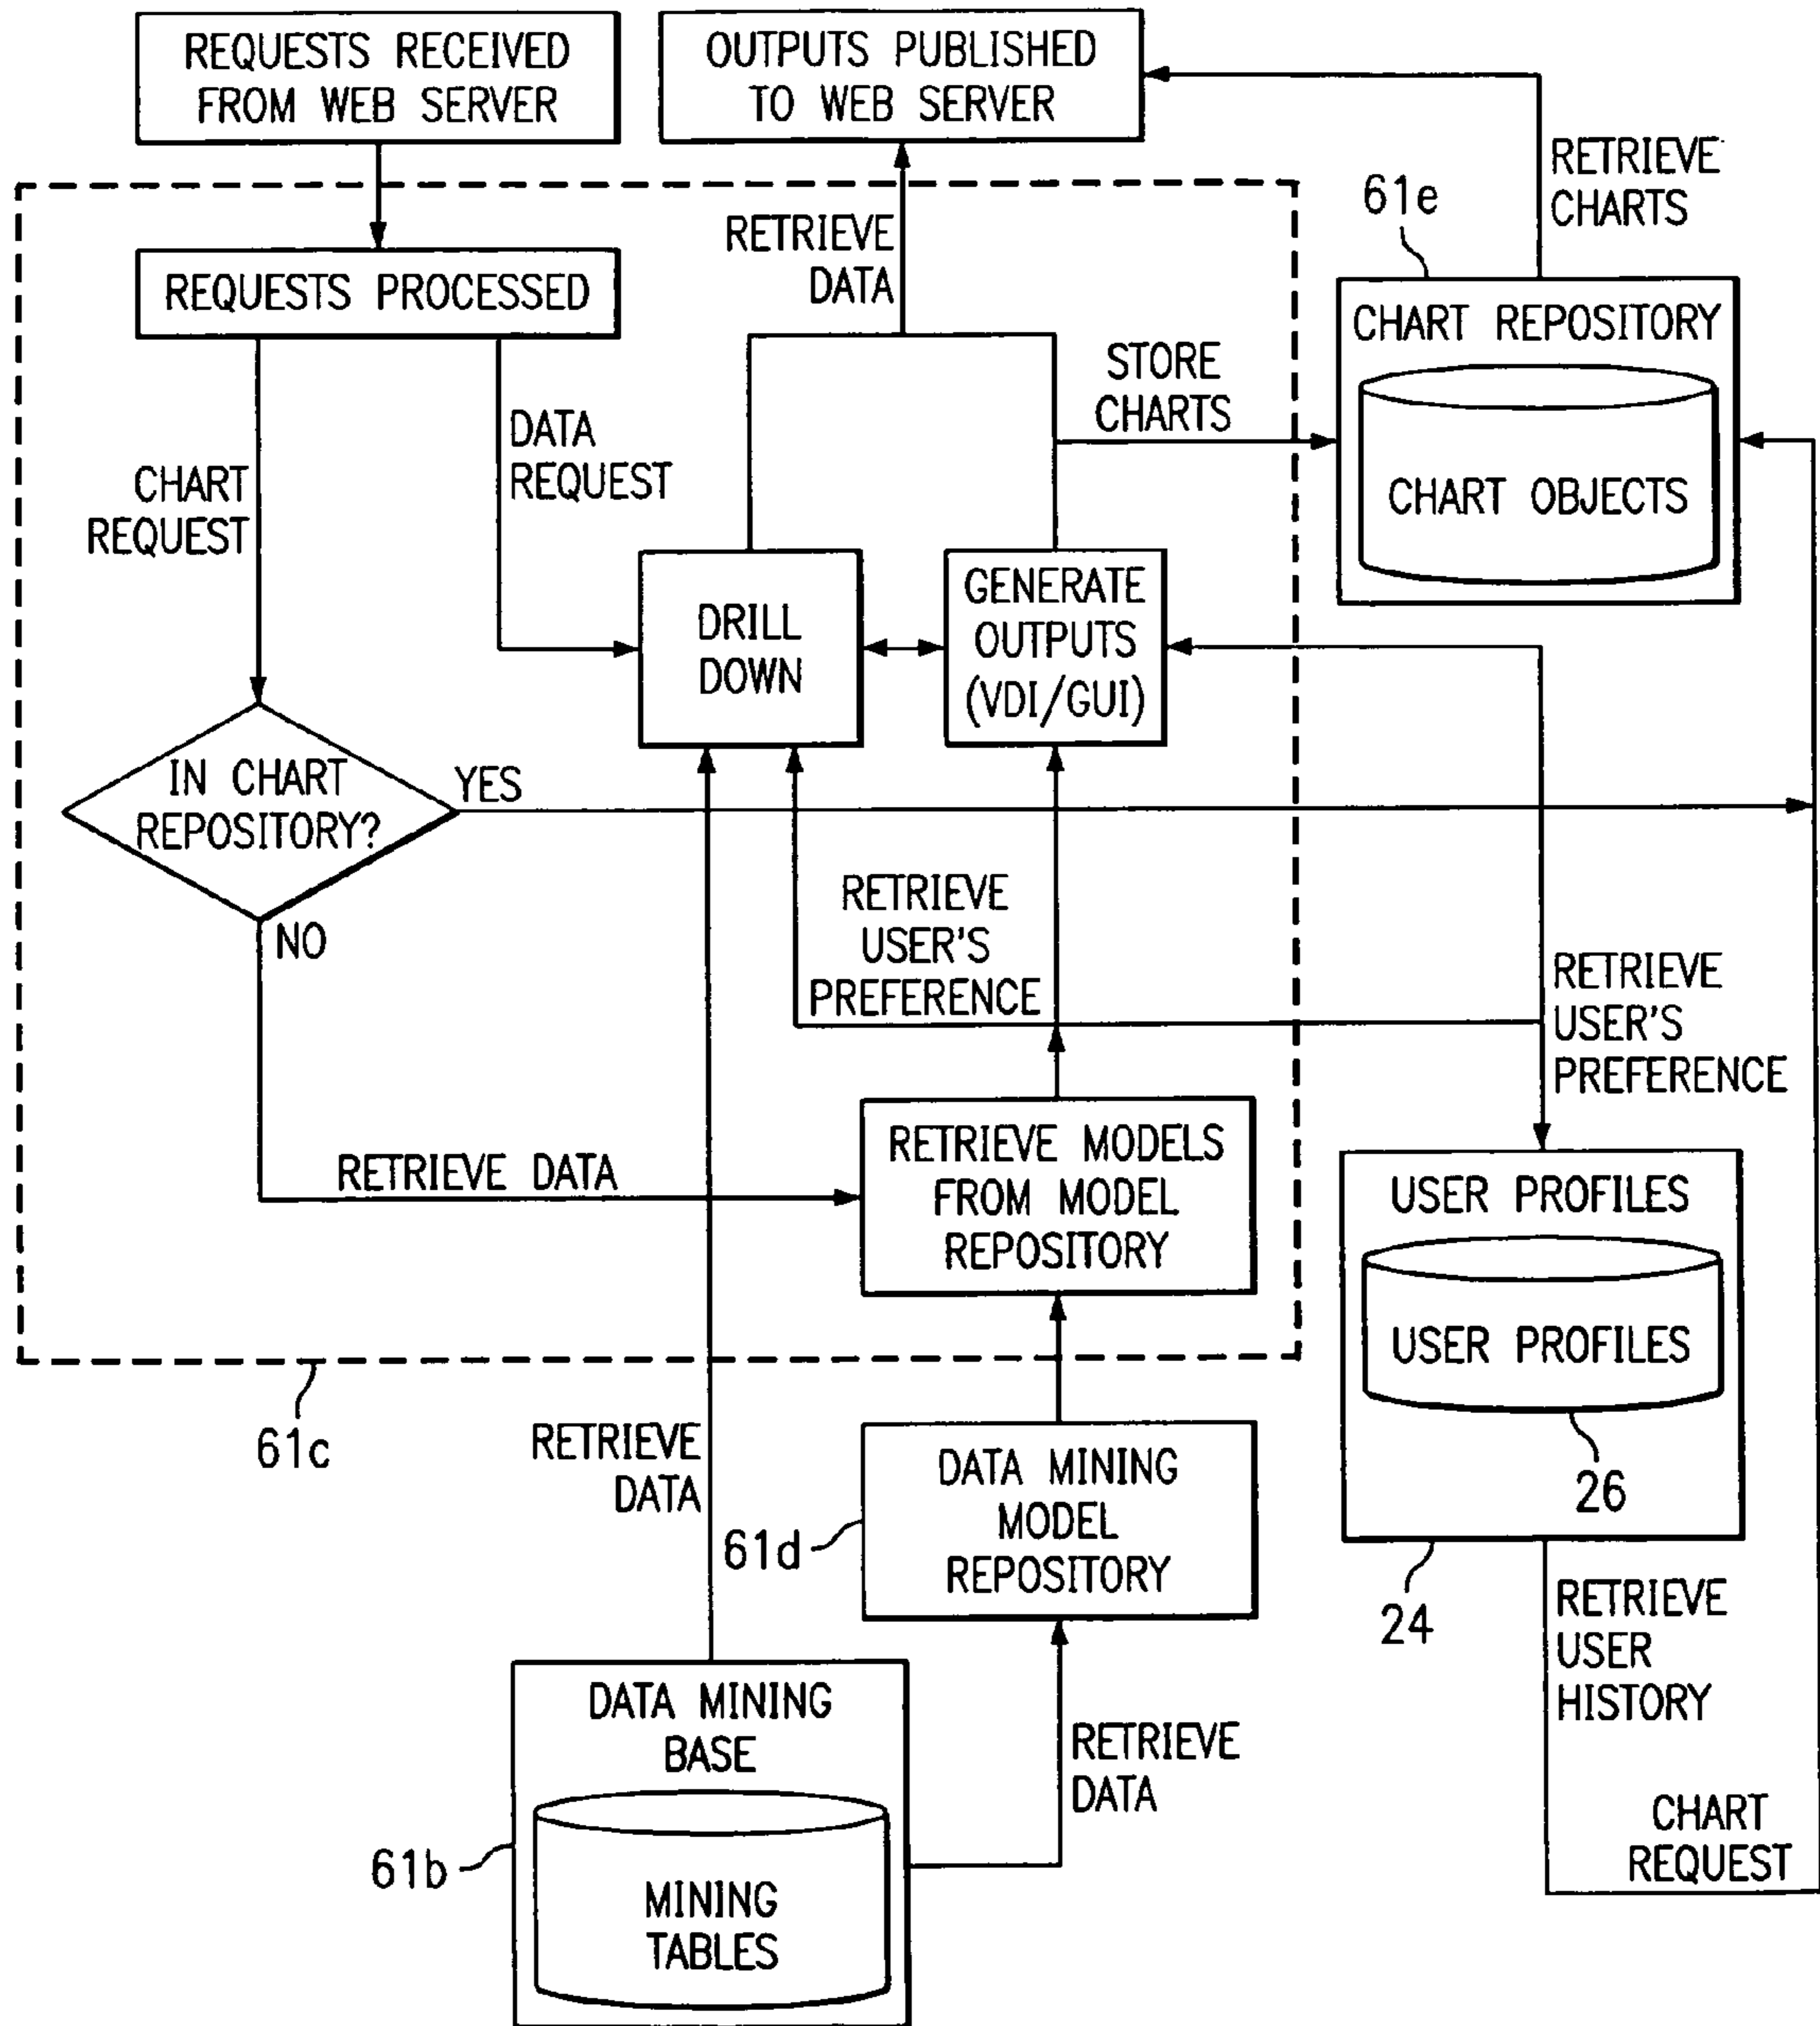 REQUESTS RECEIVED
FROM WEB SERVER
OUTPUTS PUBLISHED
TO WEB SERVER
RETRIEVE
CHARTS
61e
RETRIEVE
DATA
REQUESTS PROCESSED
CHART REPOSITORY
CHART OBJECTS
STORE
CHARTS
DATA
REQUEST
CHART
REQUEST
DRILL
DOWN
GENERATE
OUTPUTS
(VDI/GUI)
IN CHART
REPOSITORY?
YES
NO
RETRIEVE
USER'S
PREFERENCE
RETRIEVE
USER'S
PREFERENCE
RETRIEVE DATA
RETRIEVE MODELS
FROM MODEL
REPOSITORY
USER PROFILES
USER PROFILES
26
24
61c
RETRIEVE
DATA
61d
DATA MINING
MODEL
REPOSITORY
RETRIEVE
USER
HISTORY
DATA MINING
BASE
61b
MINING
TABLES
RETRIEVE
DATA
CHART
REQUEST